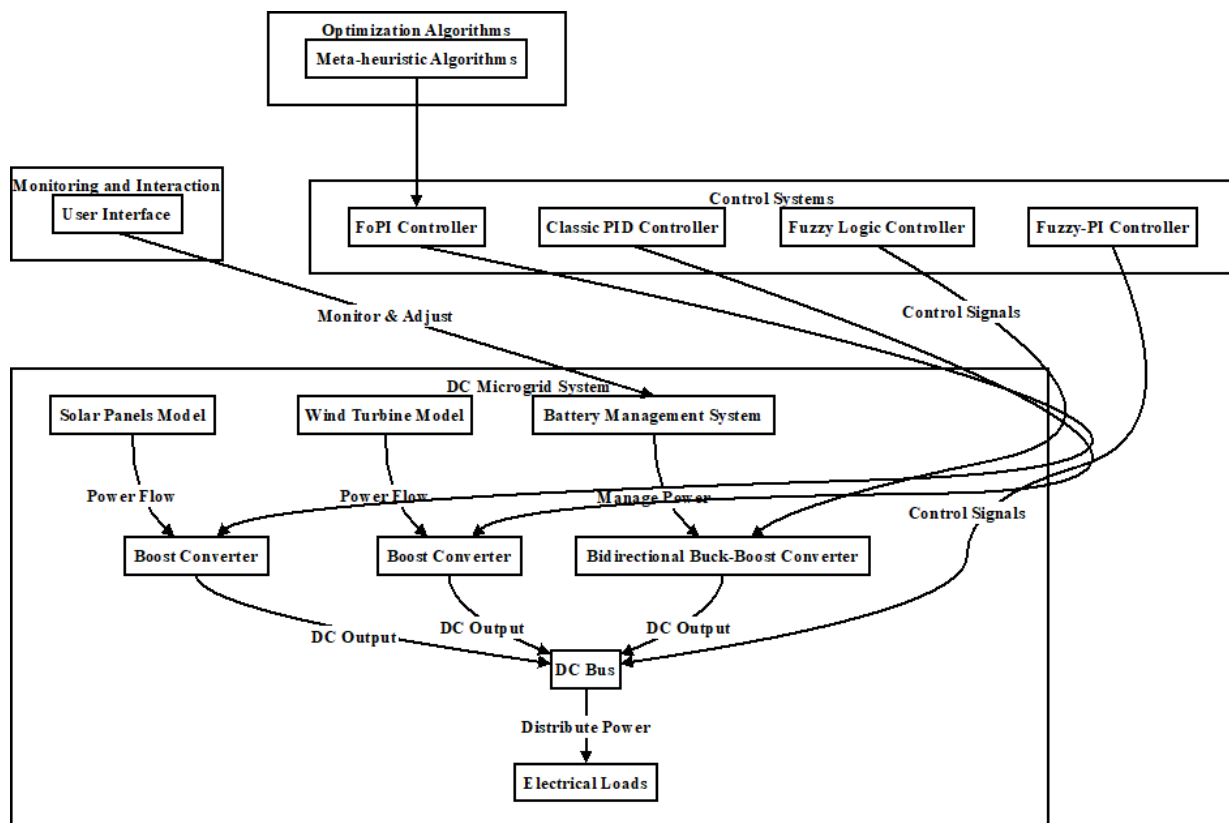 Optimization Algorithms
Meta-heuristic Algorithms
Monitoring and Interaction
User Interface
Control Systems
FoPI Controller
Classic PID Controller
Fuzzy Logic Controller
Fuzzy-PI Controller
Monitor & Adjust
Control Signals
DC Microgrid System
Solar Panels Model
Wind Turbine Model
Battery Management System
Power Flow
Power Flow
Manage Power
Control Signals
Boost Converter
Boost Converter
Bidirectional Buck-Boost Converter
DC Output
DC Output
DC Output
DC Bus
Distribute Power
Electrical Loads